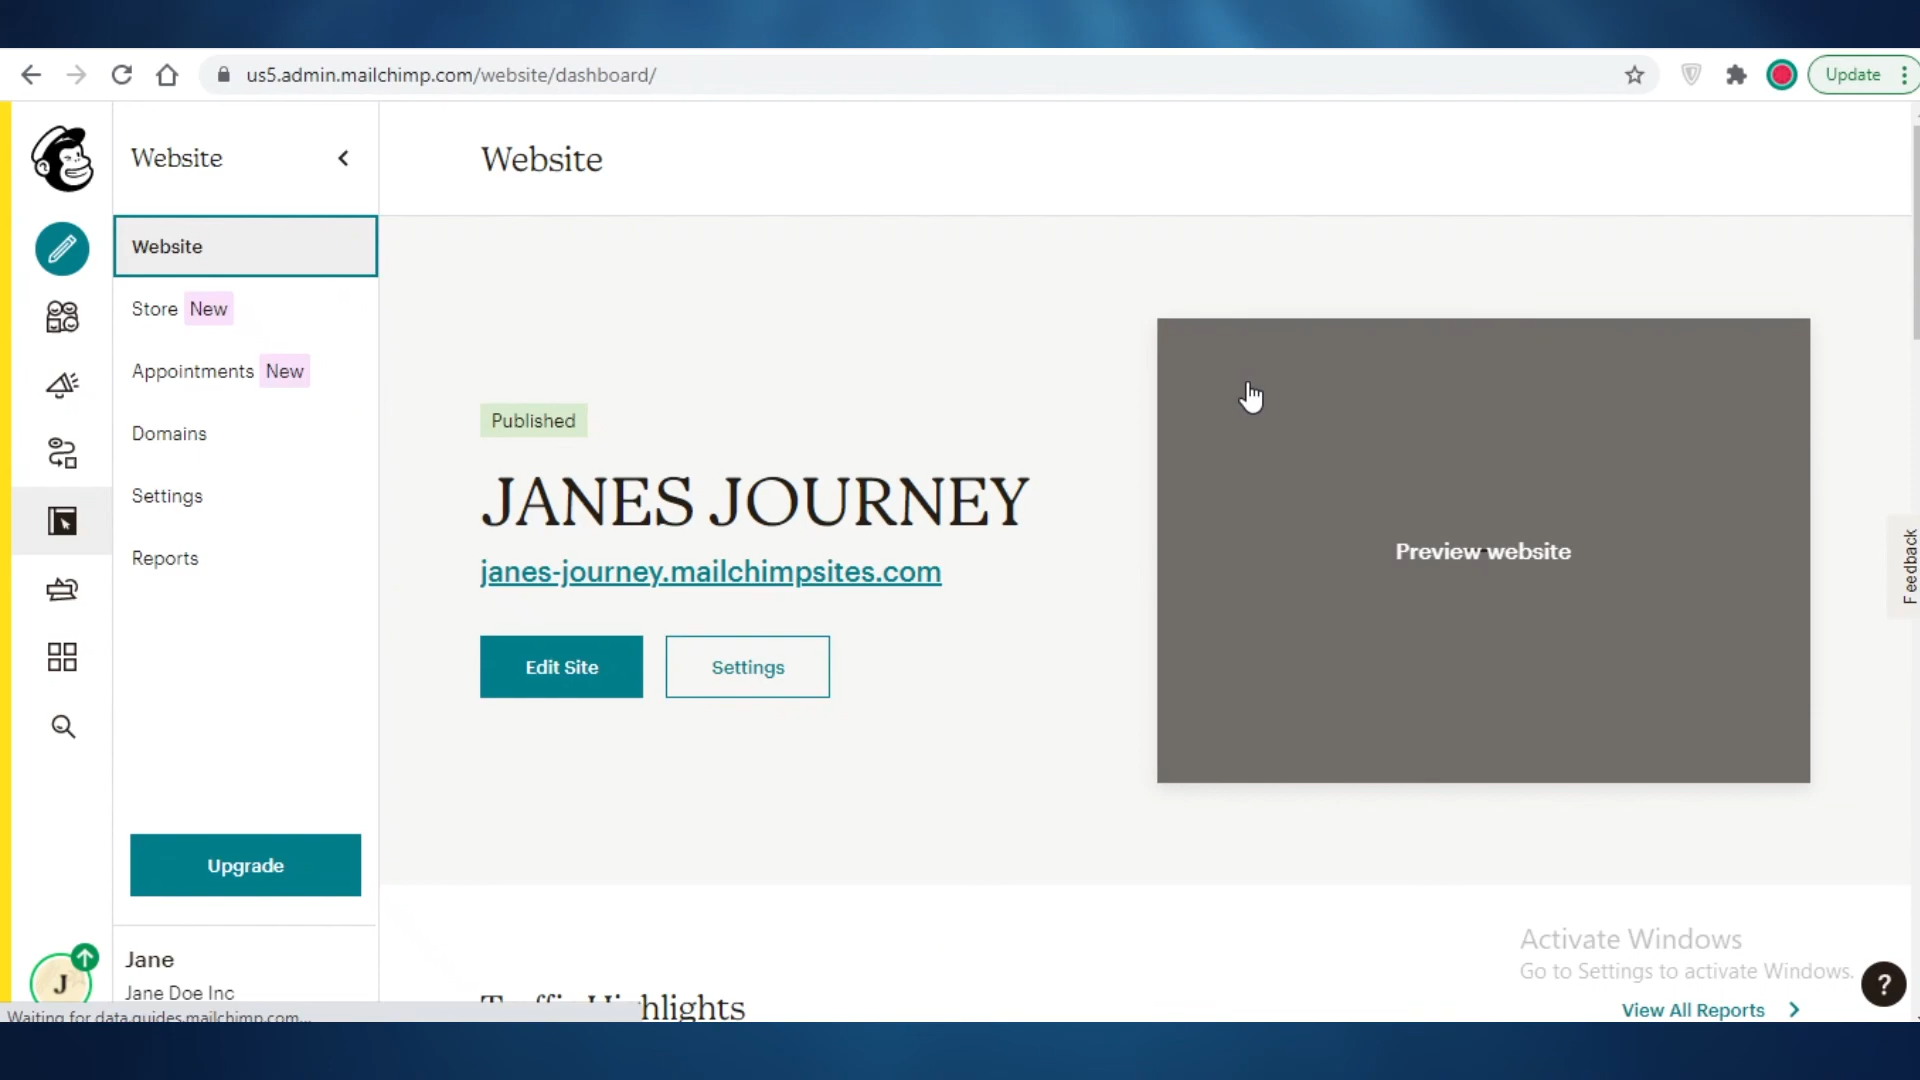 us5.admin.mailchimp.com/website/dashboard/
Update
Website
Website
Website
Store New
Appointments New
Domains
Settings
Reports
Published
JANES JOURNEY
janes-journey.mailchimpsites.com
Edit Site
Settings
Preview website
Feedback
Upgrade
Jane
Jane Doe Inc
J
Activate Windows
Go to Settings to activate Windows.
Traffic Highlights
View All Reports
?
Waiting for data.guides.mailchimp.com...